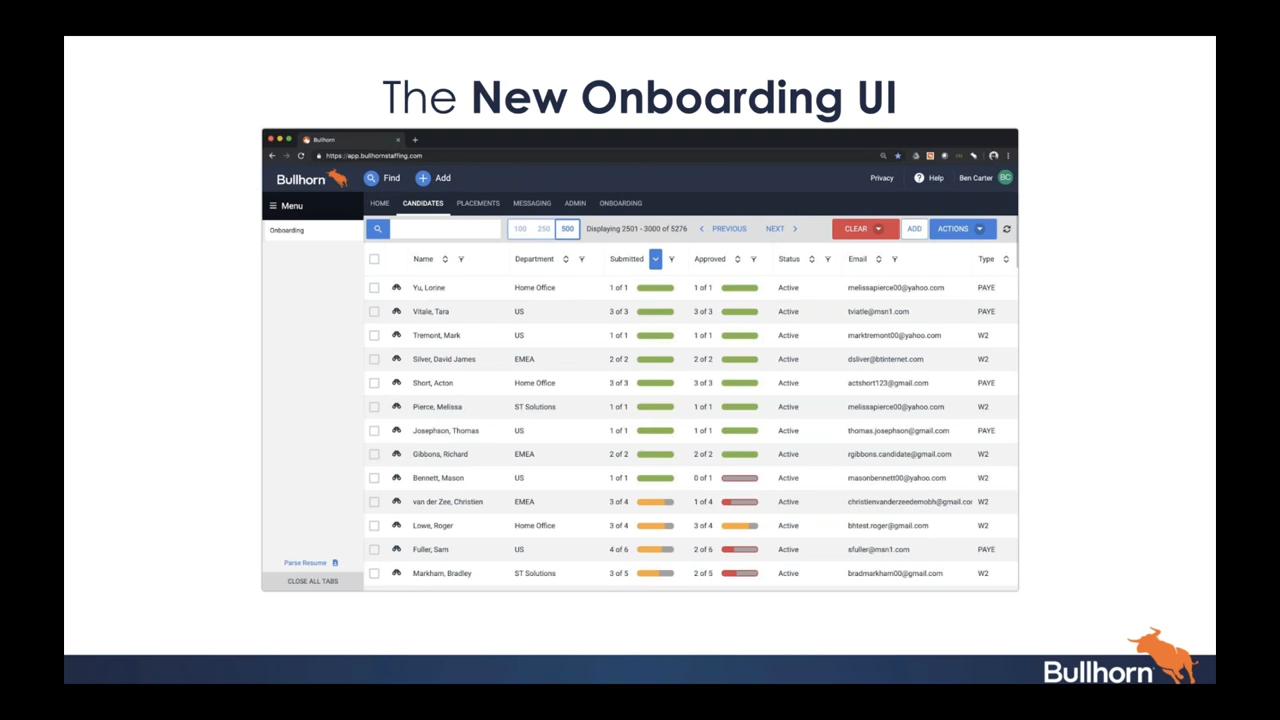 The New Onboarding UI
Bullhorn
https://app.bullhornstaffing.com
Bullhorn Find Add Privacy Help Ben Carter BC
Menu HOME CANDIDATES PLACEMENTS MESSAGING ADMIN ONBOARDING
Onboarding 100 250 500 Displaying 2501 - 3000 of 5276 PREVIOUS NEXT CLEAR ADD ACTIONS
Name Department Submitted Approved Status Email Type
Yu, Lorine Home Office 1 of 1 1 of 1 Active melissapierce00@yahoo.com PAYE
Vitale, Tara US 3 of 3 3 of 3 Active tviatle@msn1.com PAYE
Tremont, Mark US 1 of 1 1 of 1 Active marktremont00@yahoo.com W2
Silver, David James EMEA 2 of 2 2 of 2 Active dsliver@btinternet.com W2
Short, Acton Home Office 3 of 3 3 of 3 Active actshort123@gmail.com PAYE
Pierce, Melissa ST Solutions 1 of 1 1 of 1 Active melissapierce00@yahoo.com W2
Josephson, Thomas US 1 of 1 1 of 1 Active thomas.josephson@gmail.com PAYE
Gibbons, Richard EMEA 2 of 2 2 of 2 Active rgibbons.candidate@gmail.com W2
Bennett, Mason US 1 of 1 0 of 1 Active masonbennett00@yahoo.com W2
van der Zee, Christien EMEA 3 of 4 1 of 4 Active christienvanderzeedemobh@gmail.co W2
Lowe, Roger Home Office 3 of 4 3 of 4 Active bhtest.roger@gmail.com W2
Fuller, Sam US 4 of 6 2 of 6 Active sfuller@msn1.com PAYE
Markham, Bradley ST Solutions 3 of 5 2 of 5 Active bradmarkham00@gmail.com W2
Parse Resume
CLOSE ALL TABS
Bullhorn